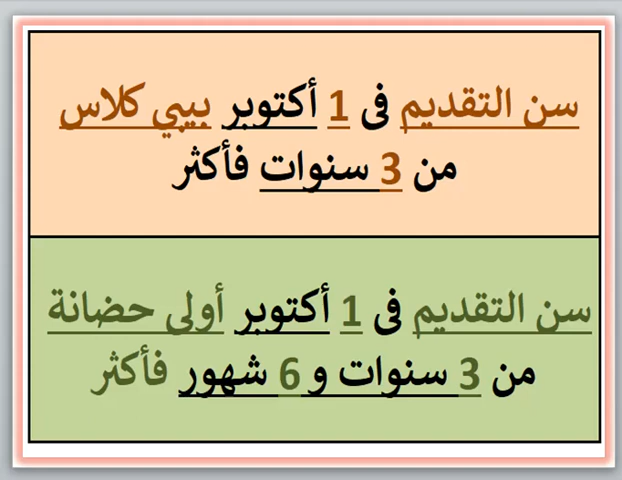 سن التقديم فى 1 أكتوبر بيبي كلاس
من 3 سنوات فأكثر
سن التقديم فى 1 أكتوبر أولى حضانة
من 3 سنوات و 6 شهور فأكثر